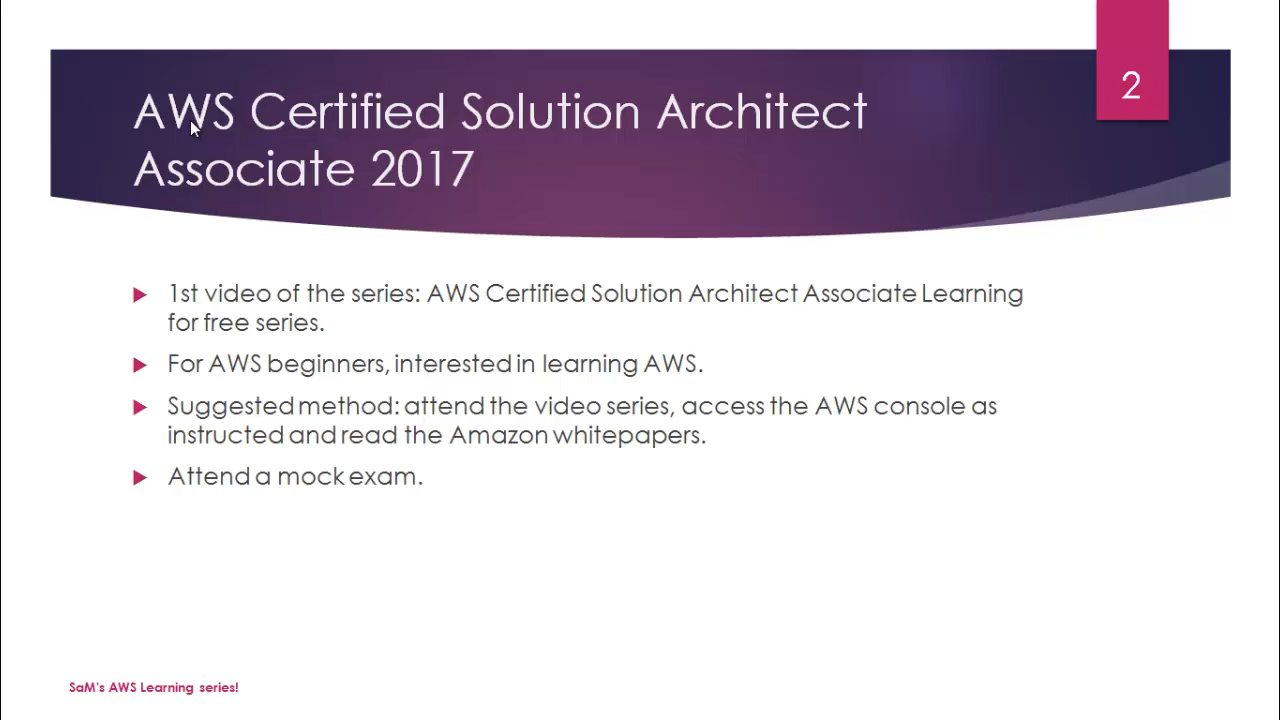 2
AWS Certified Solution Architect
Associate 2017
1st video of the series: AWS Certified Solution Architect Associate Learning
for free series.
For AWS beginners, interested in learning AWS.
Suggested method: attend the video series, access the AWS console as
instructed and read the Amazon whitepapers.
Attend a mock exam.
SaM's AWS Learning series!